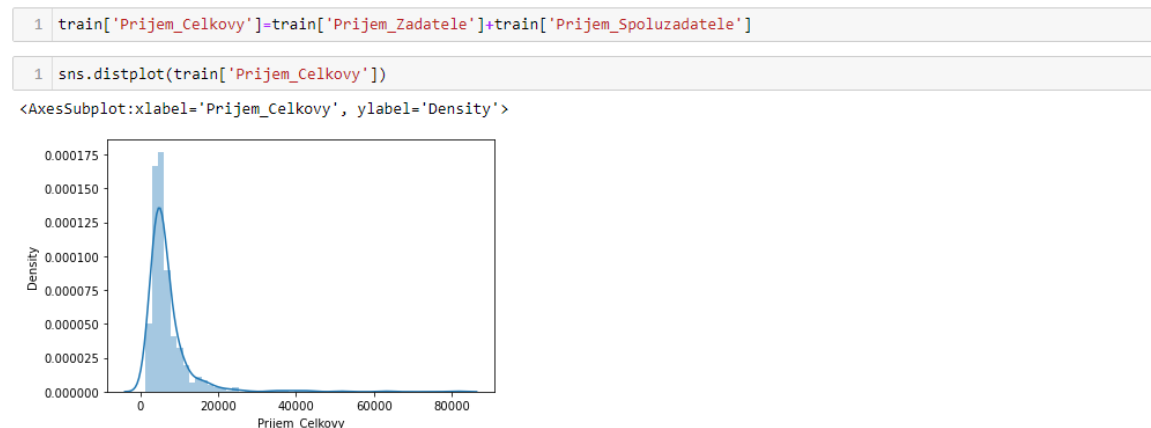 1 train['Prijem_Celkovy']=train['Prijem_Zadatele']+train['Prijem_Spoluzadatele']
1 sns.distplot(train['Prijem_Celkovy'])
<AxesSubplot:xlabel='Prijem_Celkovy', ylabel='Density'>
0.000175
0.000150
0.000125
0.000100
0.000075
0.000050
0.000025
0.000000
Density
0 20000 40000 60000 80000
Prijem_Celkovy